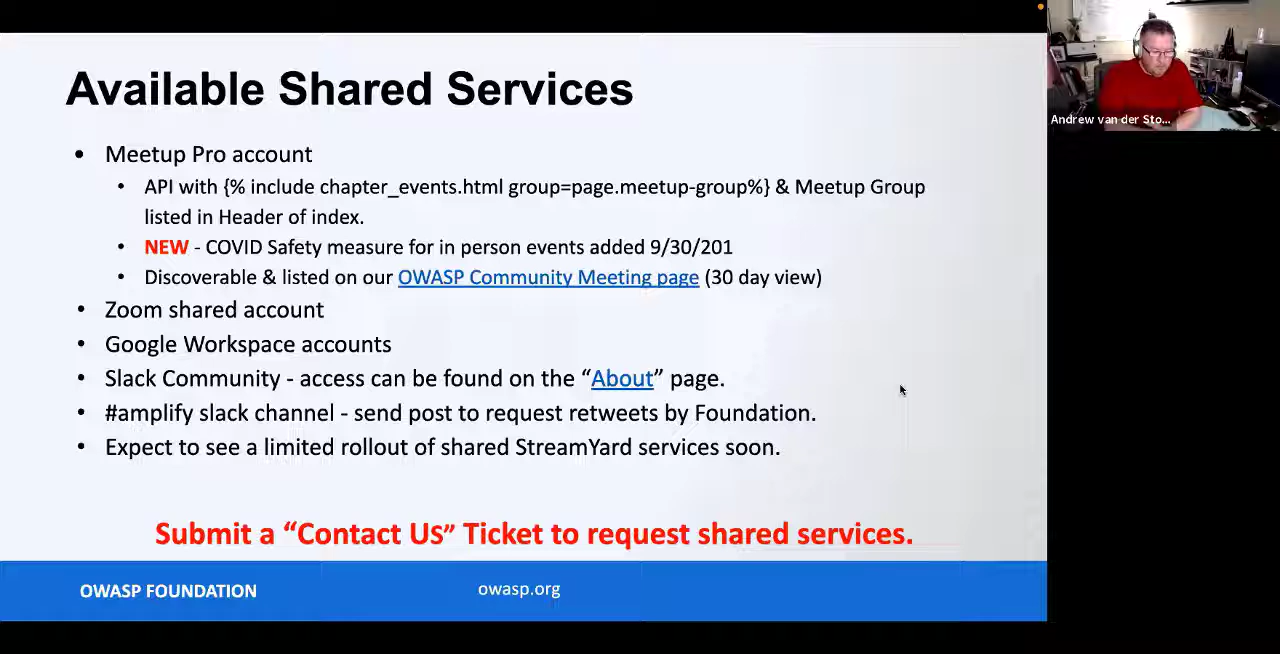 Available Shared Services
• Meetup Pro account
• API with {% include chapter_events.html group=page.meetup-group%} & Meetup Group
listed in Header of index.
• NEW - COVID Safety measure for in person events added 9/30/201
• Discoverable & listed on our OWASP Community Meeting page (30 day view)
• Zoom shared account
• Google Workspace accounts
• Slack Community - access can be found on the “About” page.
• #amplify slack channel - send post to request retweets by Foundation.
• Expect to see a limited rollout of shared StreamYard services soon.
Submit a “Contact Us” Ticket to request shared services.
OWASP FOUNDATION
owasp.org
Andrew van der Sto...